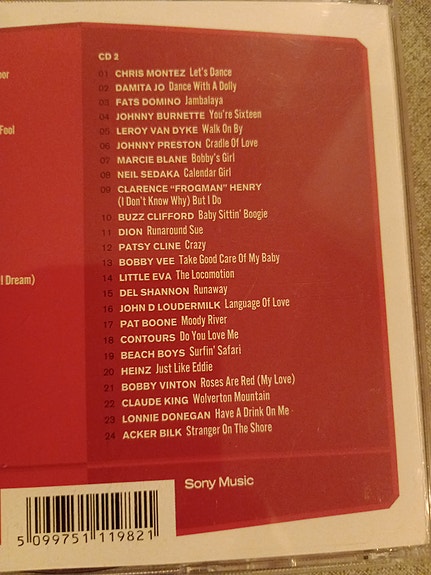 CD 2
01 CHRIS MONTEZ Let's Dance
02 DAMITA JO Dance With A Dolly
03 FATS DOMINO Jambalaya
04 JOHNNY BURNETTE You're Sixteen
05 LEROY VAN DYKE Walk On By
06 JOHNNY PRESTON Cradle Of Love
07 MARCIE BLANE Bobby's Girl
08 NEIL SEDAKA Calendar Girl
09 CLARENCE “FROGMAN” HENRY
(I Don't Know Why) But I Do
10 BUZZ CLIFFORD Baby Sittin' Boogie
11 DION Runaround Sue
12 PATSY CLINE Crazy
13 BOBBY VEE Take Good Care Of My Baby
14 LITTLE EVA The Locomotion
15 DEL SHANNON Runaway
16 JOHN D LOUDERMILK Language Of Love
17 PAT BOONE Moody River
18 CONTOURS Do You Love Me
19 BEACH BOYS Surfin' Safari
20 HEINZ Just Like Eddie
21 BOBBY VINTON Roses Are Red (My Love)
22 CLAUDE KING Wolverton Mountain
23 LONNIE DONEGAN Have A Drink On Me
24 ACKER BILK Stranger On The Shore
Fool
Dream)
Sony Music
5 099751 119821